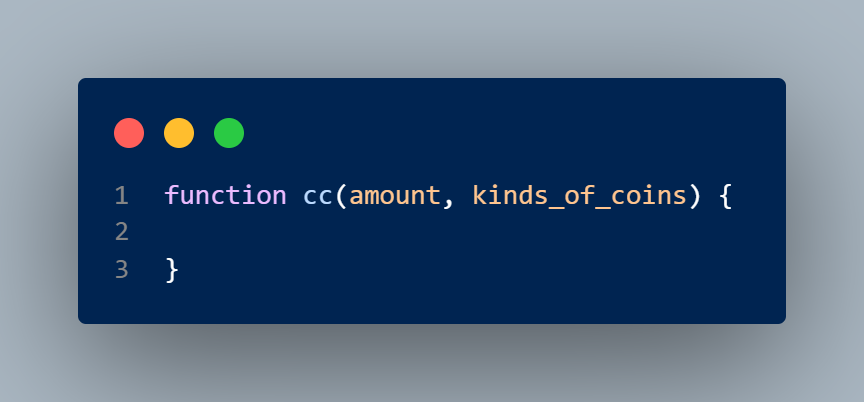 1 function cc(amount, kinds_of_coins) {
2
3 }